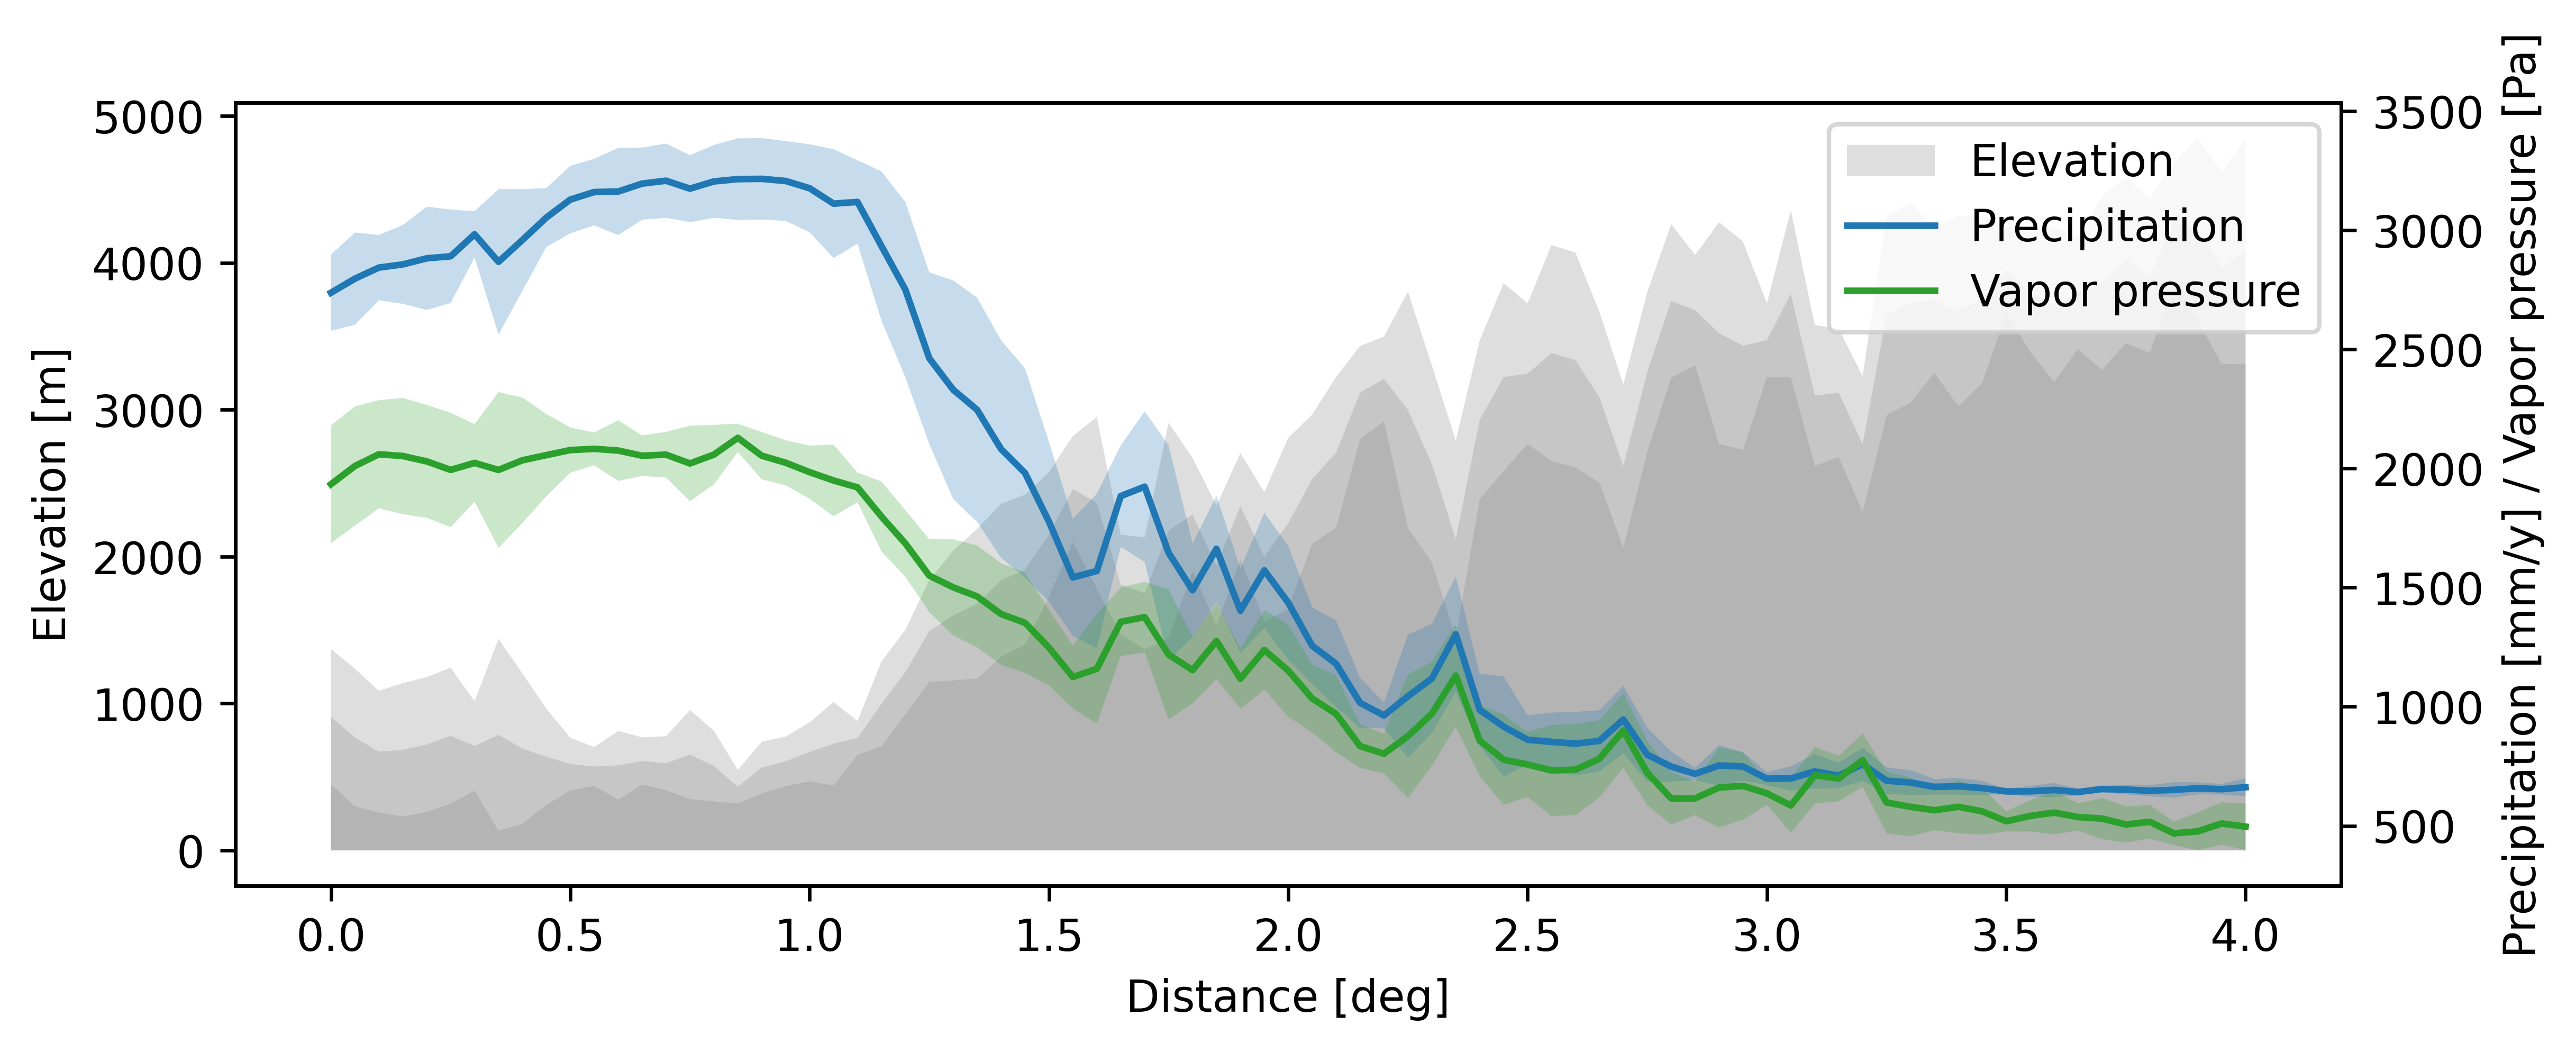 5000
4000
3000
2000
1000
0
Elevation [m]
3500
3000
2500
2000
1500
1000
500
Precipitation [mm/y] / Vapor pressure [Pa]
Elevation
Precipitation
Vapor pressure
0.0 0.5 1.0 1.5 2.0 2.5 3.0 3.5 4.0
Distance [deg]